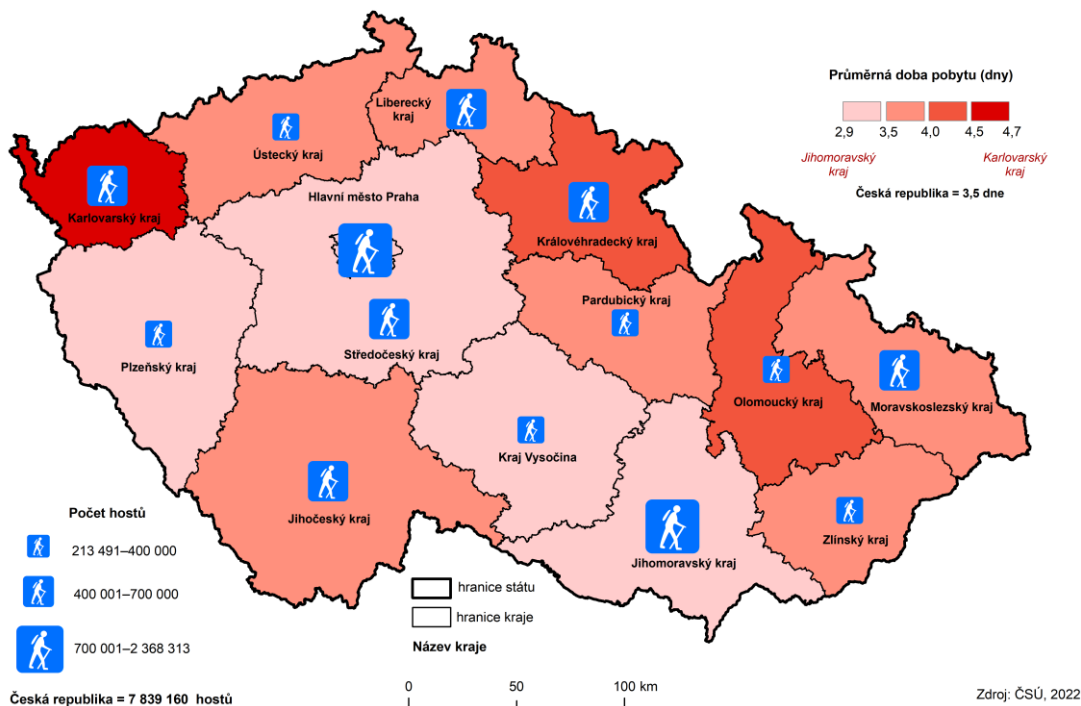 Průměrná doba pobytu (dny)
2,9 3,5 4,0 4,5 4,7
Jihomoravský
kraj
Karlovarský
kraj
Česká republika = 3,5 dne
Liberecký
kraj
Ústecký kraj
Hlavní město Praha
Karlovarský kraj
Královéhradecký kraj
Pardubický kraj
Středočeský kraj
Plzeňský kraj
Olomoucký kraj
Moravskoslezský kraj
Kraj Vysočina
Jihočeský kraj
Zlínský kraj
Jihomoravský kraj
Počet hostů
213 491–400 000
400 001–700 000
700 001–2 368 313
Česká republika = 7 839 160 hostů
hranice státu
hranice kraje
Název kraje
0 50 100 km
Zdroj: ČSÚ, 2022